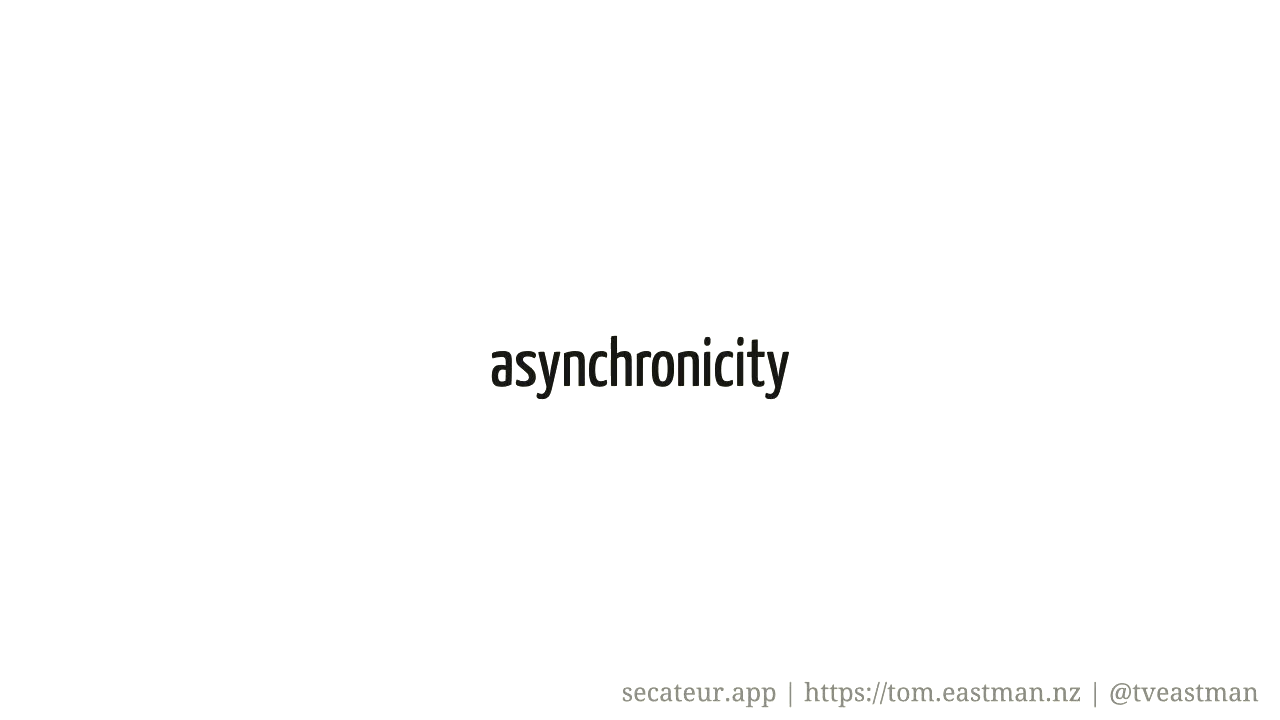 asynchronicity
secateur.app | https://tom.eastman.nz | @tveastman